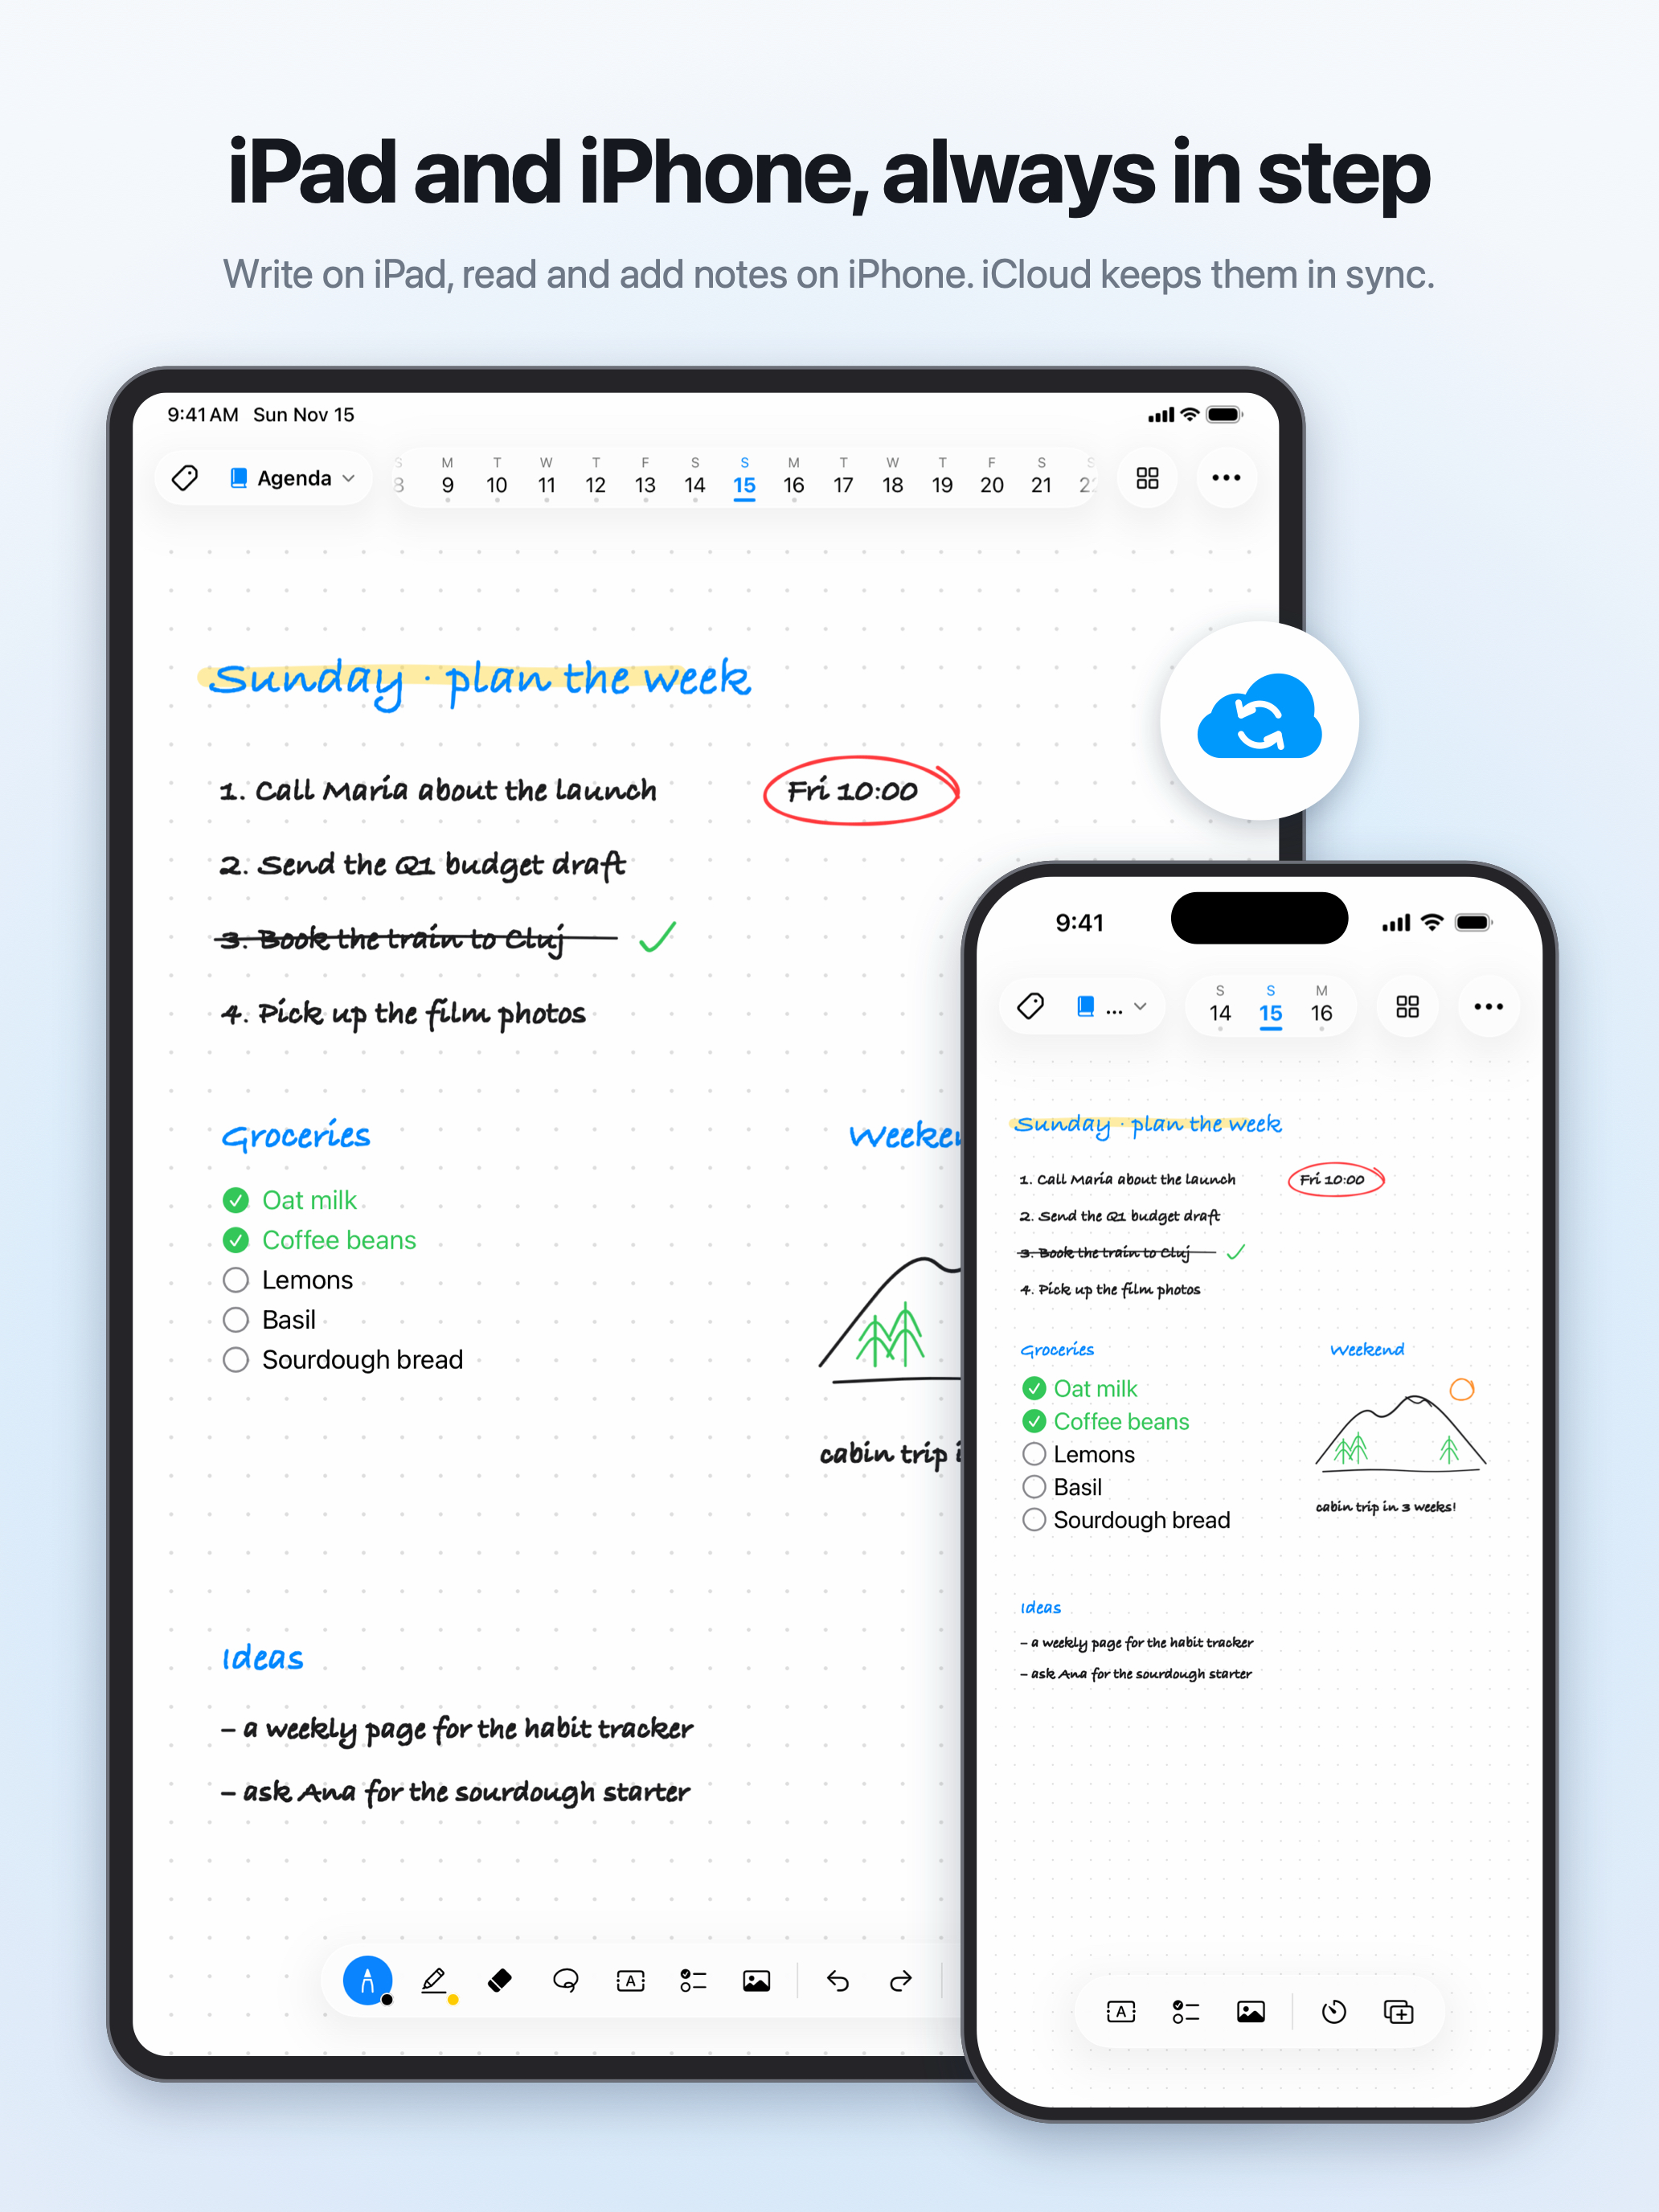 iPad and iPhone, always in step
Write on iPad, read and add notes on iPhone. iCloud keeps them in sync.
9:41 AM Sun Nov 15
Agenda
S M T W T F S S M T W T F S S
8 9 10 11 12 13 14 15 16 17 18 19 20 21
Sunday · plan the week
1. Call Maria about the launch Fri 10:00
2. Send the Q1 budget draft
3. Book the train to Cluj
4. Pick up the film photos
Groceries
Oat milk
Coffee beans
Lemons
Basil
Sourdough bread
Weeken
cabin trip i
Ideas
– a weekly page for the habit tracker
– ask Ana for the sourdough starter
A
9:41
...
S S M
14 15 16
Sunday · plan the week
1. Call Maria about the launch Fri 10:00
2. Send the Q1 budget draft
3. Book the train to Cluj
4. Pick up the film photos
Groceries
Oat milk
Coffee beans
Lemons
Basil
Sourdough bread
Weekend
cabin trip in 3 weeks!
Ideas
– a weekly page for the habit tracker
– ask Ana for the sourdough starter
A